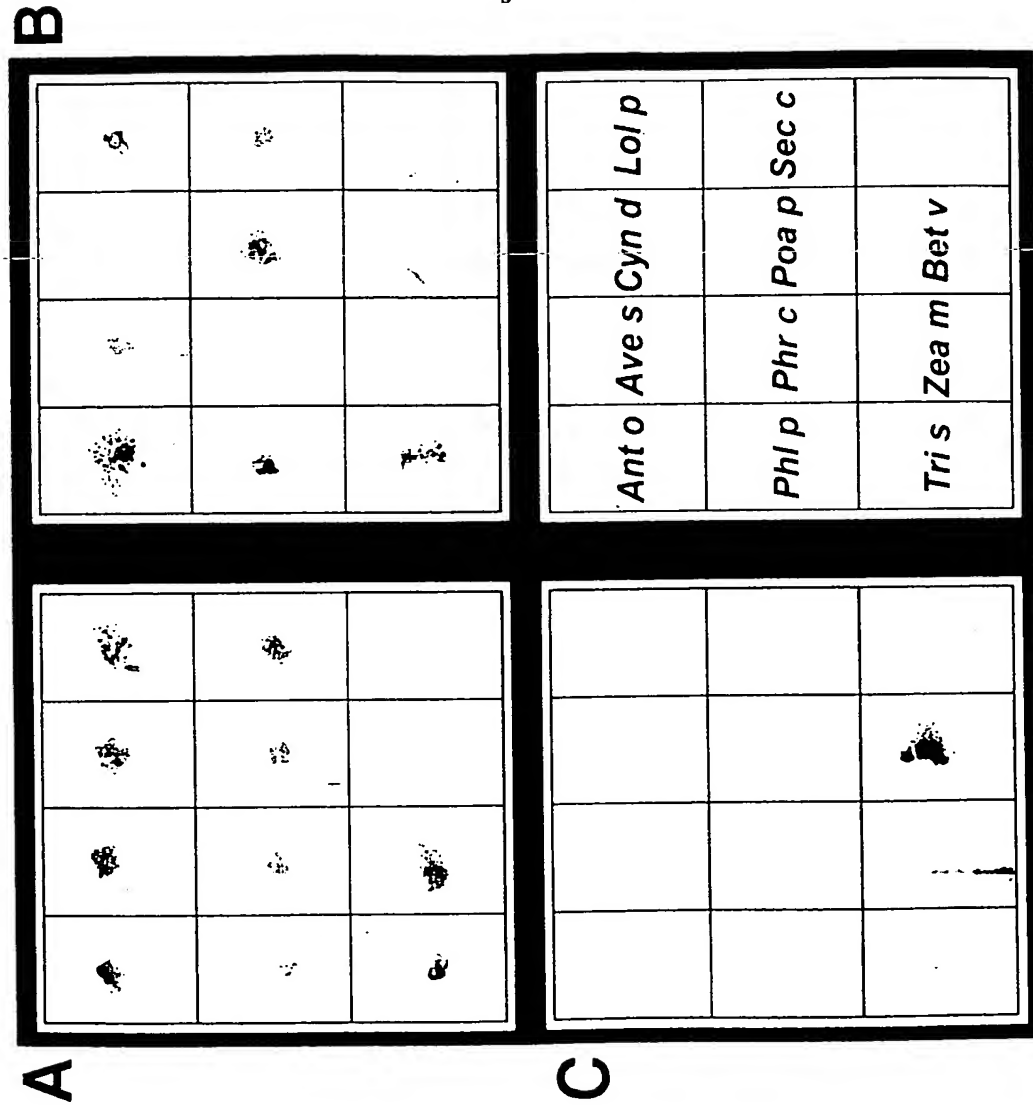 A
B
C
Ant o Ave s Cyn d Lol p
Phl p Phr c Poa p Sec c
Tri s Zea m Bet v